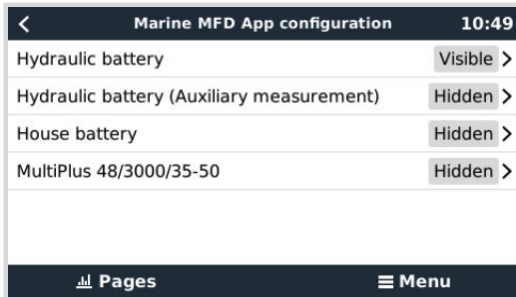 Marine MFD App configuration 10:49
Hydraulic battery Visible
Hydraulic battery (Auxiliary measurement) Hidden
House battery Hidden
MultiPlus 48/3000/35-50 Hidden
Pages Menu